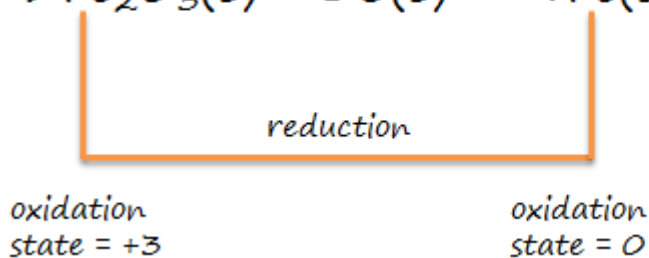 reduction
oxidation
state = +3
oxidation
state = 0